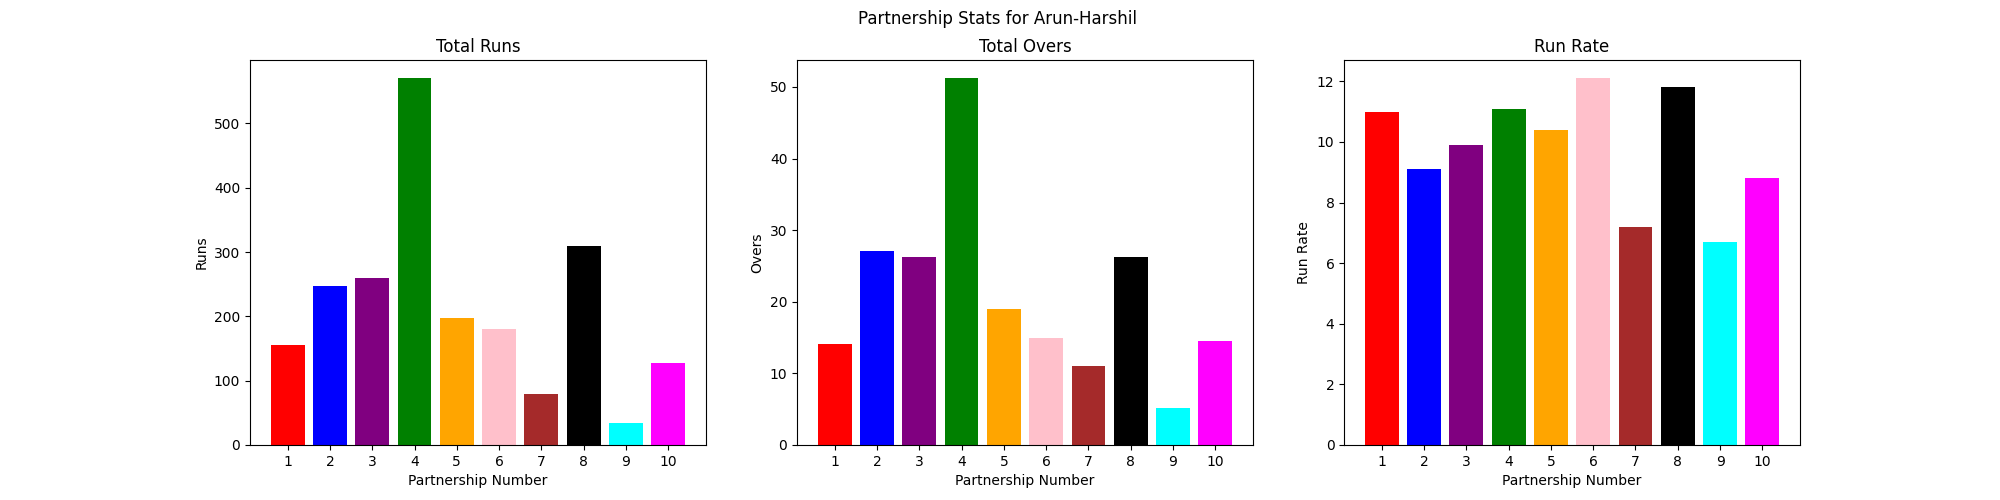 Partnership Stats for Arun-Harshil
Total Runs
Runs
500
400
300
200
100
0
1 2 3 4 5 6 7 8 9 10
Partnership Number
Total Overs
Overs
50
40
30
20
10
0
1 2 3 4 5 6 7 8 9 10
Partnership Number
Run Rate
Run Rate
12
10
8
6
4
2
0
1 2 3 4 5 6 7 8 9 10
Partnership Number